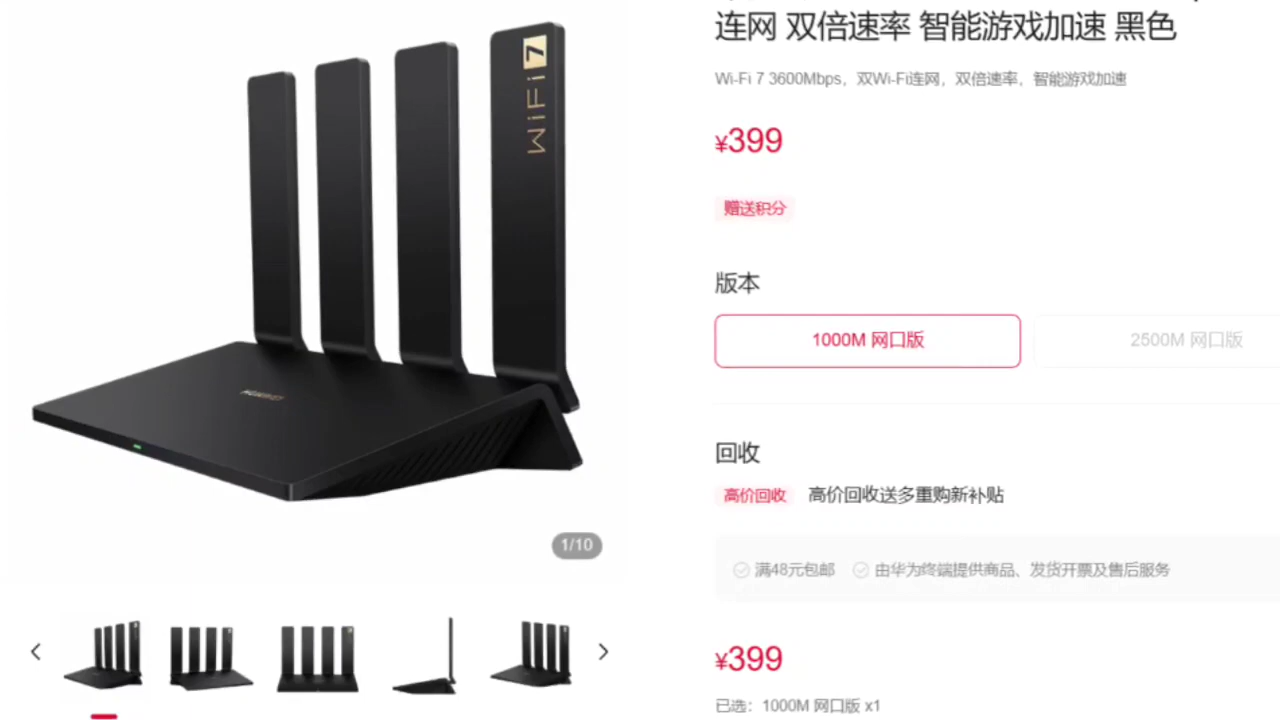 连网 双倍速率 智能游戏加速 黑色
Wi-Fi 7 3600Mbps，双Wi-Fi连网，双倍速率，智能游戏加速
¥399
赠送积分
版本
1000M 网口版
2500M 网口版
回收
高价回收 高价回收送多重购新补贴
满48元包邮 由华为终端提供商品、发货开票及售后服务
¥399
已选：1000M 网口版 x1
WiFi 7
HUAWEI
1/10